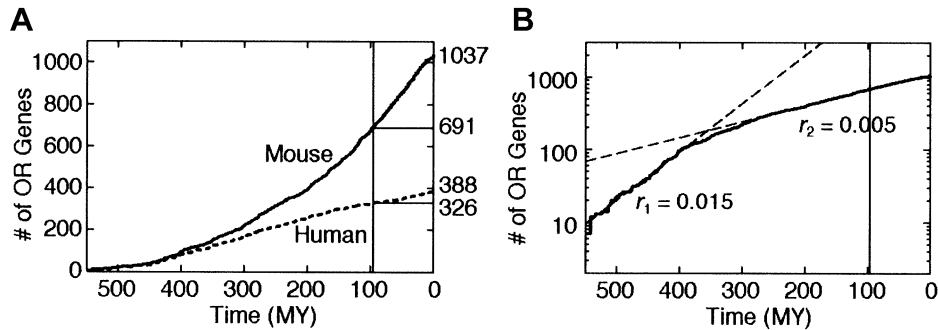 A
B
# of OR Genes
1000
800
600
400
200
0
1037
691
388
326
Mouse
Human
500 400 300 200 100 0
Time (MY)
# of OR Genes
1000
100
10
r₁ = 0.015
r₂ = 0.005
500 400 300 200 100 0
Time (MY)